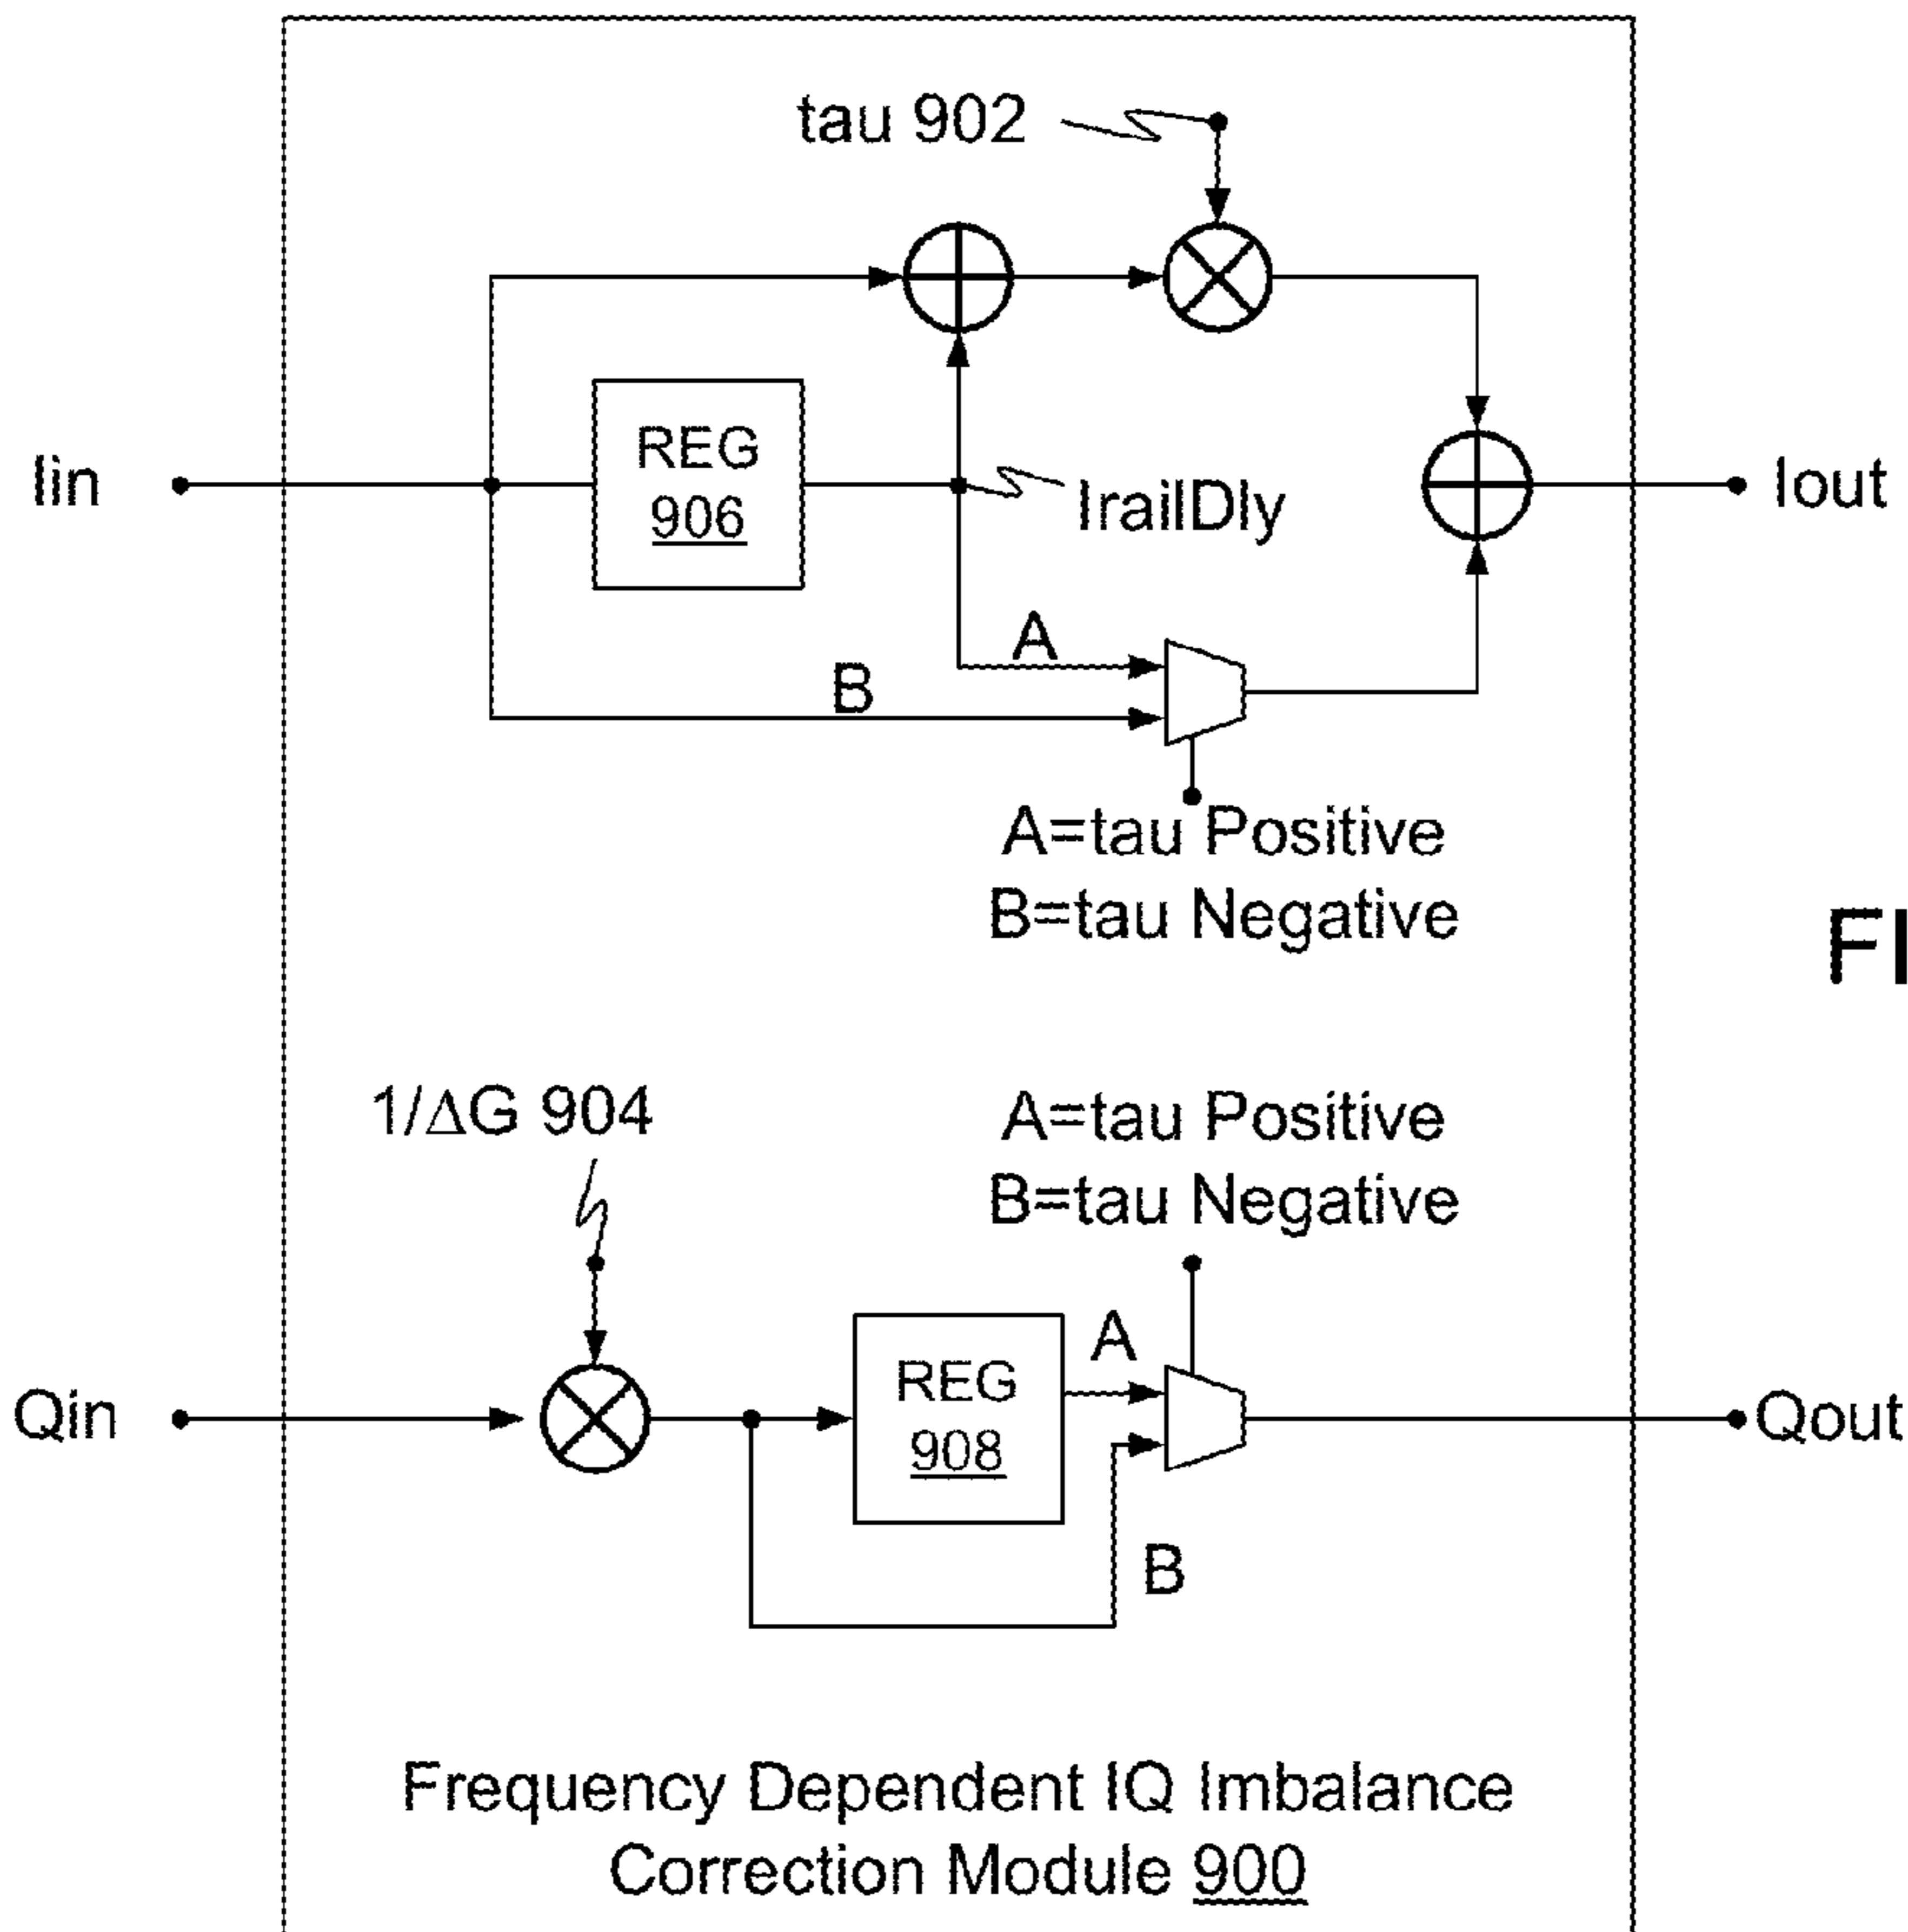 tau 902
Iin
REG
906
IrailDly
Iout
A
B
A=tau Positive
B=tau Negative
FI
1/ΔG 904
A=tau Positive
B=tau Negative
Qin
REG
908
A
B
Qout
Frequency Dependent IQ Imbalance
Correction Module 900